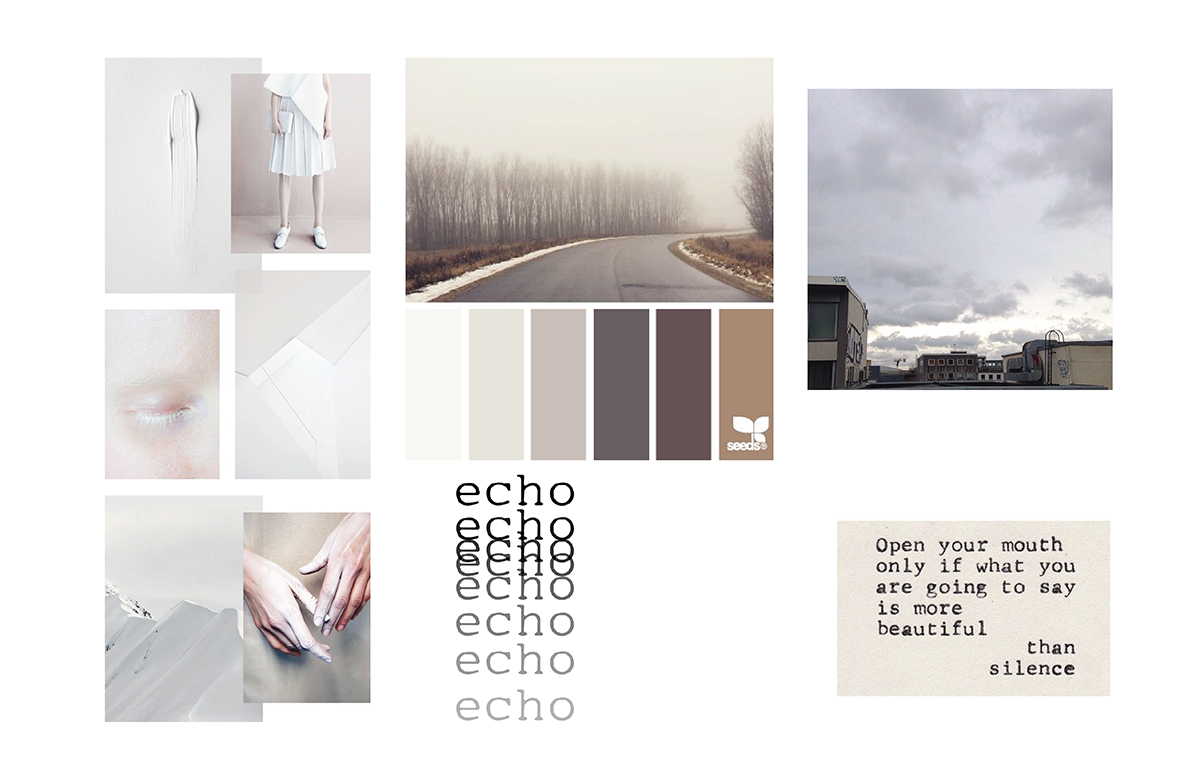 seeds®
echo
echo
echo
echo
echo
echo
echo
echo
Open your mouth
only if what you
are going to say
is more
beautiful
than
silence